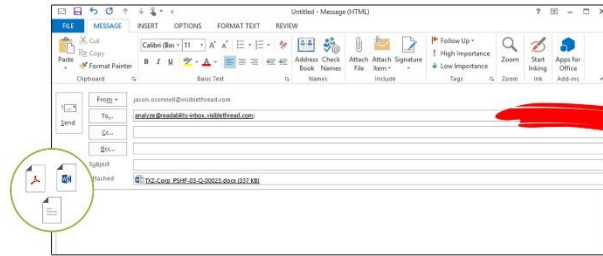 Untitled - Message (HTML)
FILE MESSAGE INSERT OPTIONS FORMAT TEXT REVIEW
Paste
Cut
Copy
Format Painter
Clipboard
Calibri (Boc 11
B I U
Basic Text
Address Book
Check Names
Names
Attach File
Attach Item
Signature
Include
Follow Up
High Importance
Low Importance
Tags
Zoom
Zoom
Start Inking
Ink
Apps for Office
Add-ins
Send
From
jason.oconnell@visiblethread.com
To...
analyze@readability-inbox.visiblethread.com;
Cc...
Bcc...
Subject
Attached
XYZ-Corp_PSHF-03-Q-00023.docx (337 KB)